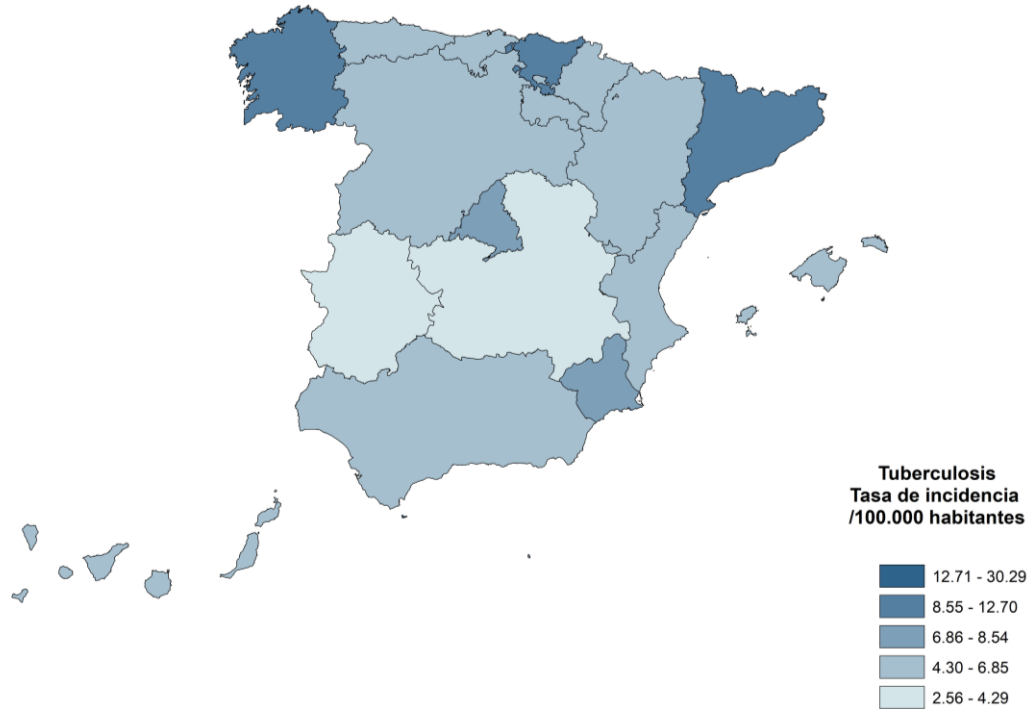 Tuberculosis
Tasa de incidencia
/100.000 habitantes
12.71 - 30.29
8.55 - 12.70
6.86 - 8.54
4.30 - 6.85
2.56 - 4.29